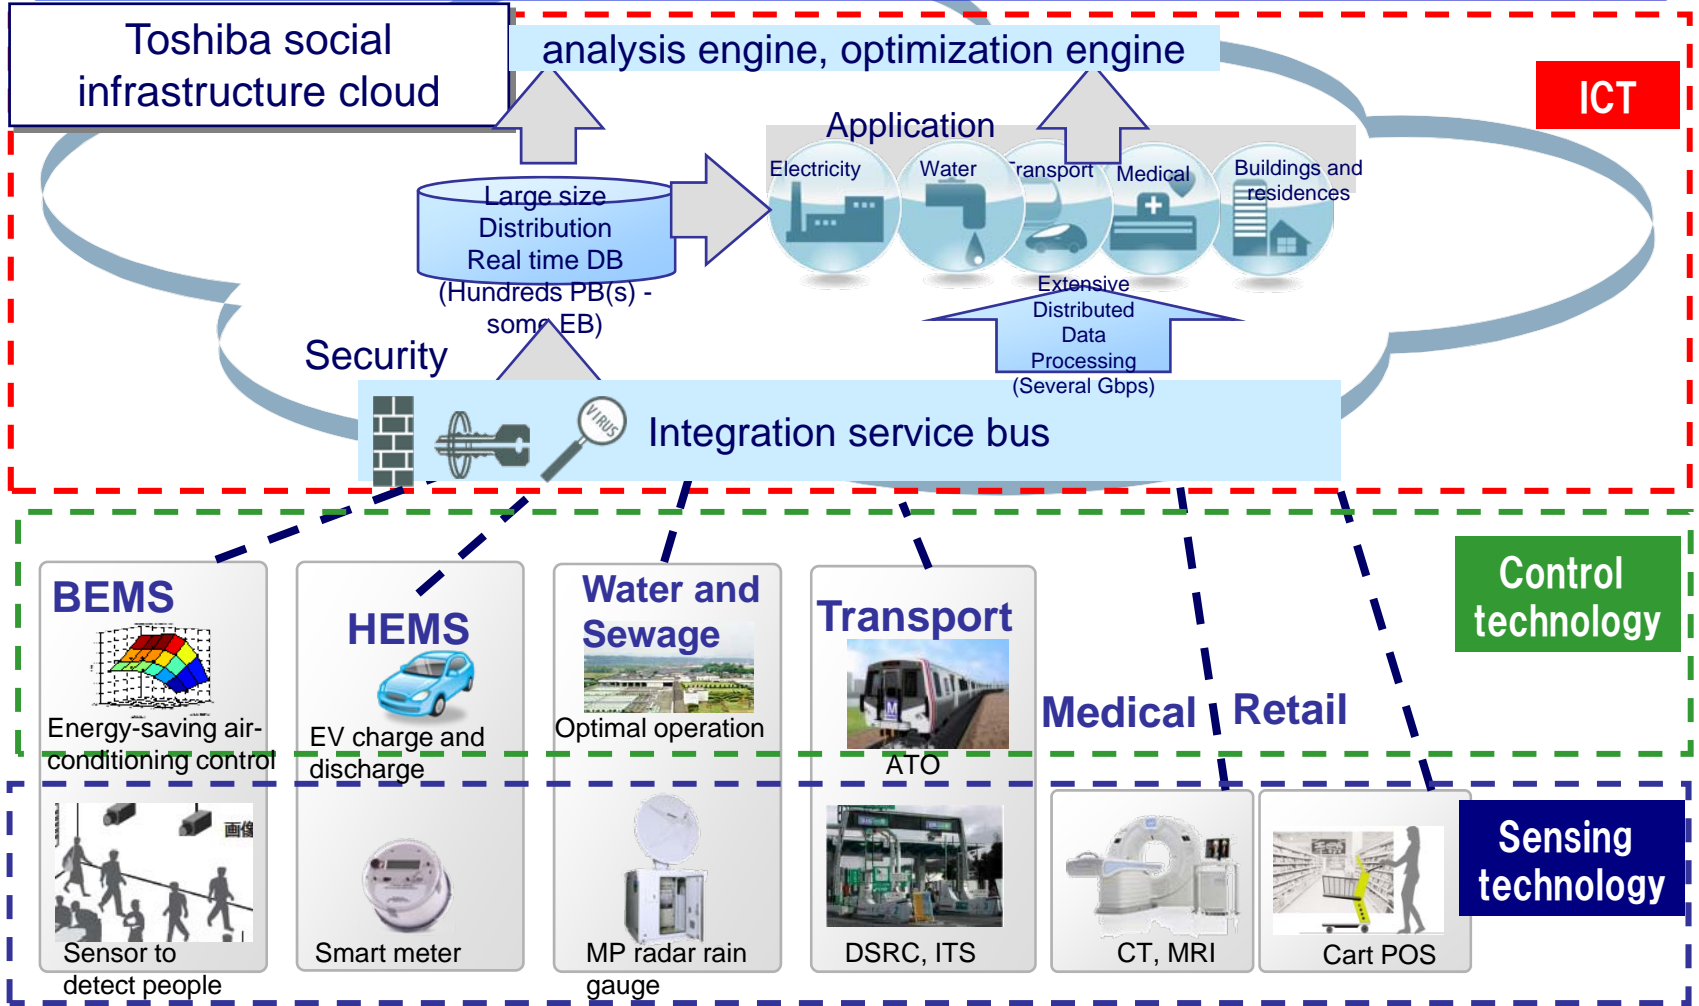 Toshiba social
infrastructure cloud
analysis engine, optimization engine
ICT
Application
Electricity
Water
Transport
Medical
Buildings and
residences
Large size
Distribution
Real time DB
(Hundreds PB(s) -
some EB)
Extensive
Distributed
Data
Processing
(Several Gbps)
Security
VIRUS
Integration service bus
Control
technology
BEMS
Energy-saving air-
conditioning control
HEMS
EV charge and
discharge
Water and
Sewage
Optimal operation
Transport
M
ATO
Medical
Retail
Sensing
technology
画像
Sensor to
detect people
Smart meter
MP radar rain
gauge
DSRC, ITS
CT, MRI
Cart POS